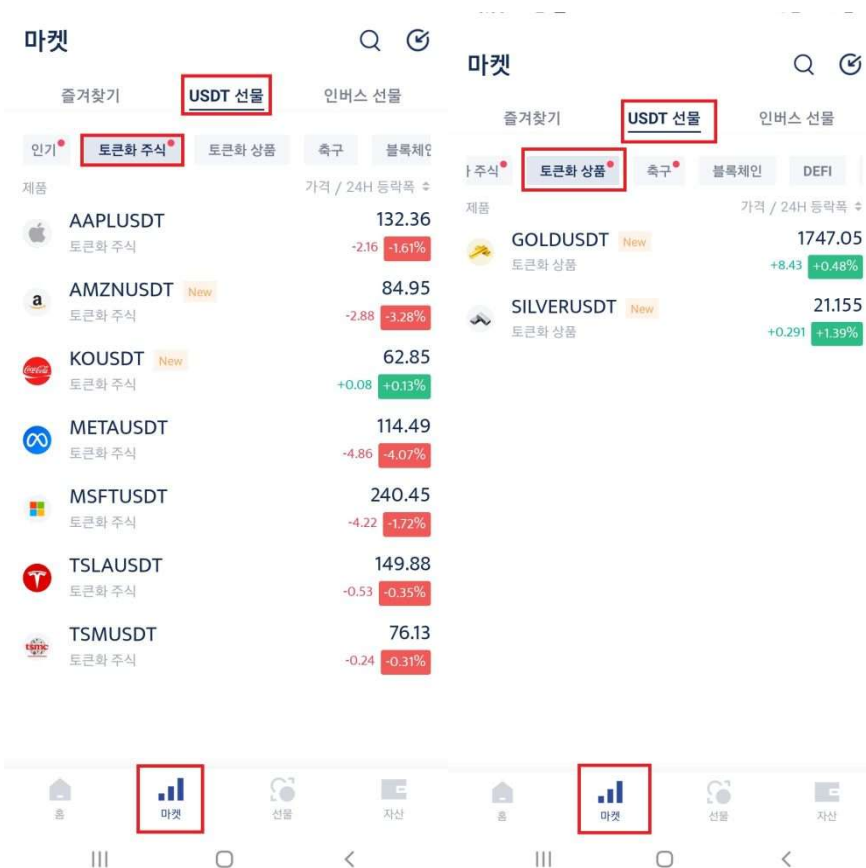 마켓
즐겨찾기 USDT 선물 인버스 선물
인기 토큰화 주식 토큰화 상품 축구
제품 가격 / 24H 등락폭
AAPLUSDT 132.36
토큰화 주식 -2.16 -1.61%
a AMZNUSDT New 84.95
토큰화 주식 -2.88 -3.28%
Coca-Cola KOUSDT New 62.85
토큰화 주식 +0.08 +0.13%
METAUSDT 114.49
토큰화 주식 -4.86 -4.07%
MSFTUSDT 240.45
토큰화 주식 -4.22 -1.72%
TSLAUSDT 149.88
토큰화 주식 -0.53 -0.35%
tsmc TSMUSDT 76.13
토큰화 주식 -0.24 -0.31%
홈 마켓 선물 자산
마켓
즐겨찾기 USDT 선물 인버스 선물
주식 토큰화 상품 축구 블록체인 DEFI
제품 가격 / 24H 등락폭
GOLDUSDT New 1747.05
토큰화 상품 +8.43 +0.48%
SILVERUSDT New 21.155
토큰화 상품 +0.291 +1.39%
홈 마켓 선물 자산